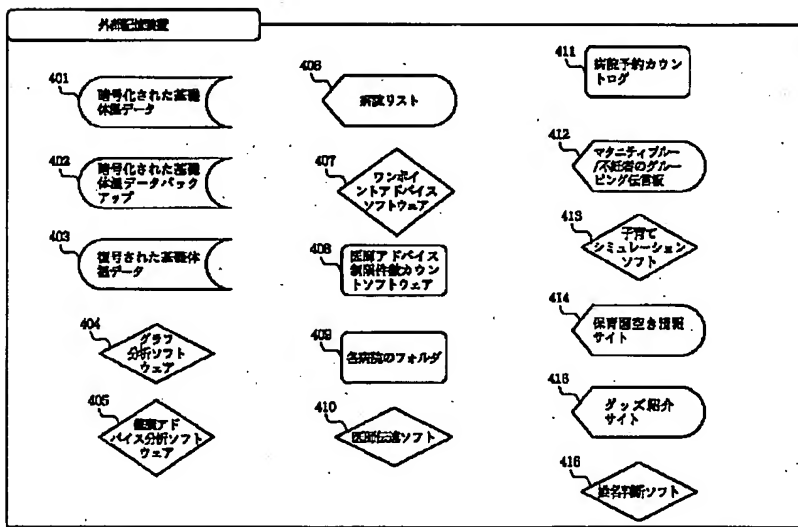 外部記憶装置
401
暗号化された基礎
体温データ
402
暗号化された基礎
体温データバック
アップ
403
復号された基礎体
温データ
404
グラフ
分析ソフト
ウェア
405
健康アド
バイス分析ソフト
ウェア
406
病院リスト
407
ワンポイ
ントアドバイス
ソフトウェア
408
医師アドバイス
制限件数カウン
トソフトウェア
409
各病院のフォルダ
410
医師伝達ソフト
411
病院予約カウン
トログ
412
マタニティブルー
/不妊者のグルー
ピング伝言板
413
子育て
シミュレーション
ソフト
414
保育園空き情報
サイト
415
グッズ紹介
サイト
416
姓名判断ソフト